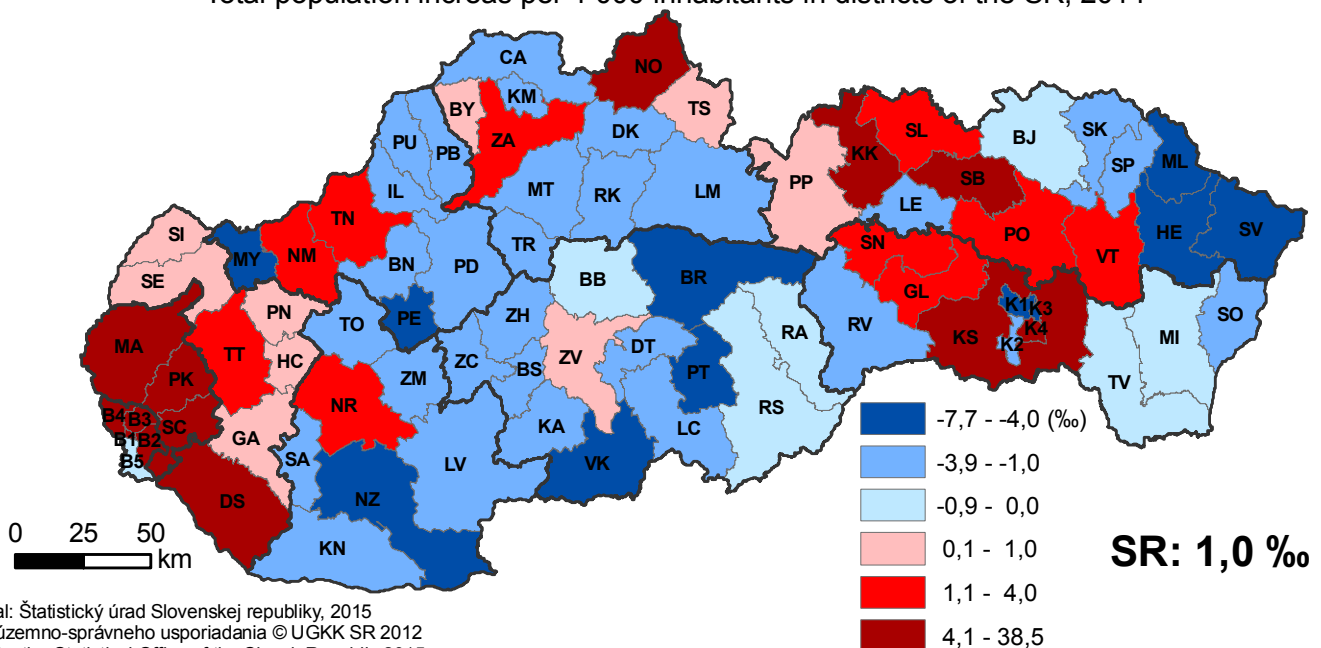 Total population increas per 1 000 inhabitants in districts of the SR, 2014
CA
NO
KM
BY
TS
ZA
DK
PU
PB
IL
MT
RK
LM
PP
KK
SL
SB
LE
BJ
SK
SP
ML
HE
SV
PO
VT
SN
GL
SI
SE
MY
NM
TN
TR
BN
PD
BB
BR
RV
KS
K1
K3
K4
K2
SO
MI
TV
PN
TO
PE
ZH
MA
TT
HC
PK
ZM
ZC
BS
ZV
DT
PT
RA
RS
B4
B3
SC
B1
B2
B5
GA
NR
SA
KA
LC
LV
VK
DS
NZ
KN
0 25 50
km
-7,7 - -4,0 (‰)
-3,9 - -1,0
-0,9 - 0,0
0,1 - 1,0
1,1 - 4,0
4,1 - 38,5
SR: 1,0 ‰
al: Štatistický úrad Slovenskej republiky, 2015
územno-správneho usporiadania © UGKK SR 2012